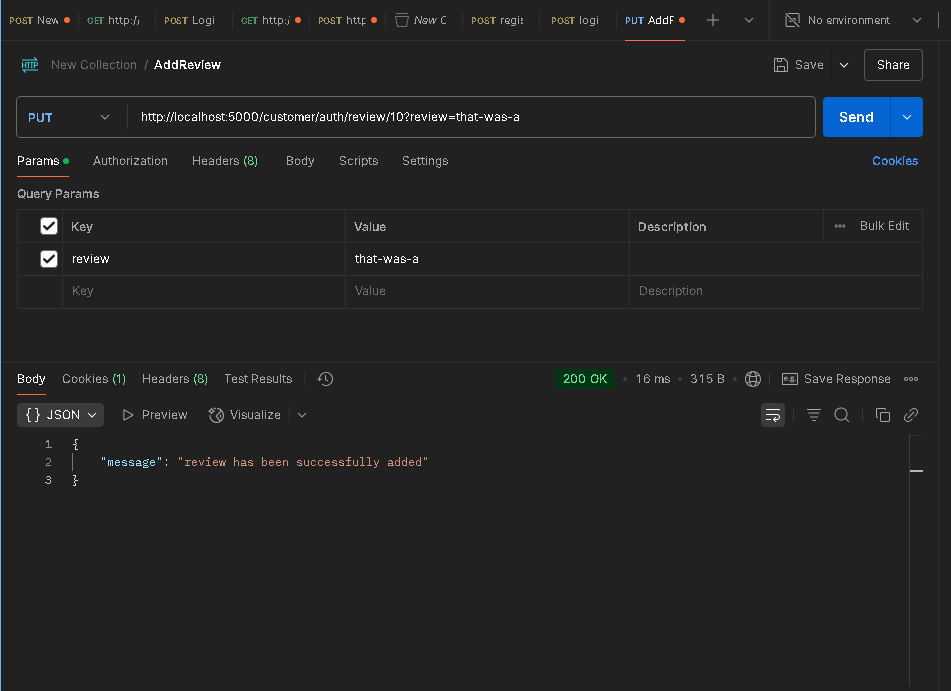 POST New GET http:// POST Logi GET http:/ POST http New C POST regis POST logi PUT AddF No environment
HTTP New Collection / AddReview Save Share
PUT http://localhost:5000/customer/auth/review/10?review=that-was-a Send
Params Authorization Headers (8) Body Scripts Settings Cookies
Query Params
Key Value Description Bulk Edit
review that-was-a
Key Value Description
Body Cookies (1) Headers (8) Test Results 200 OK 16 ms 315 B e.g. Save Response
{} JSON Preview Visualize
1 {
2 "message": "review has been successfully added"
3 }